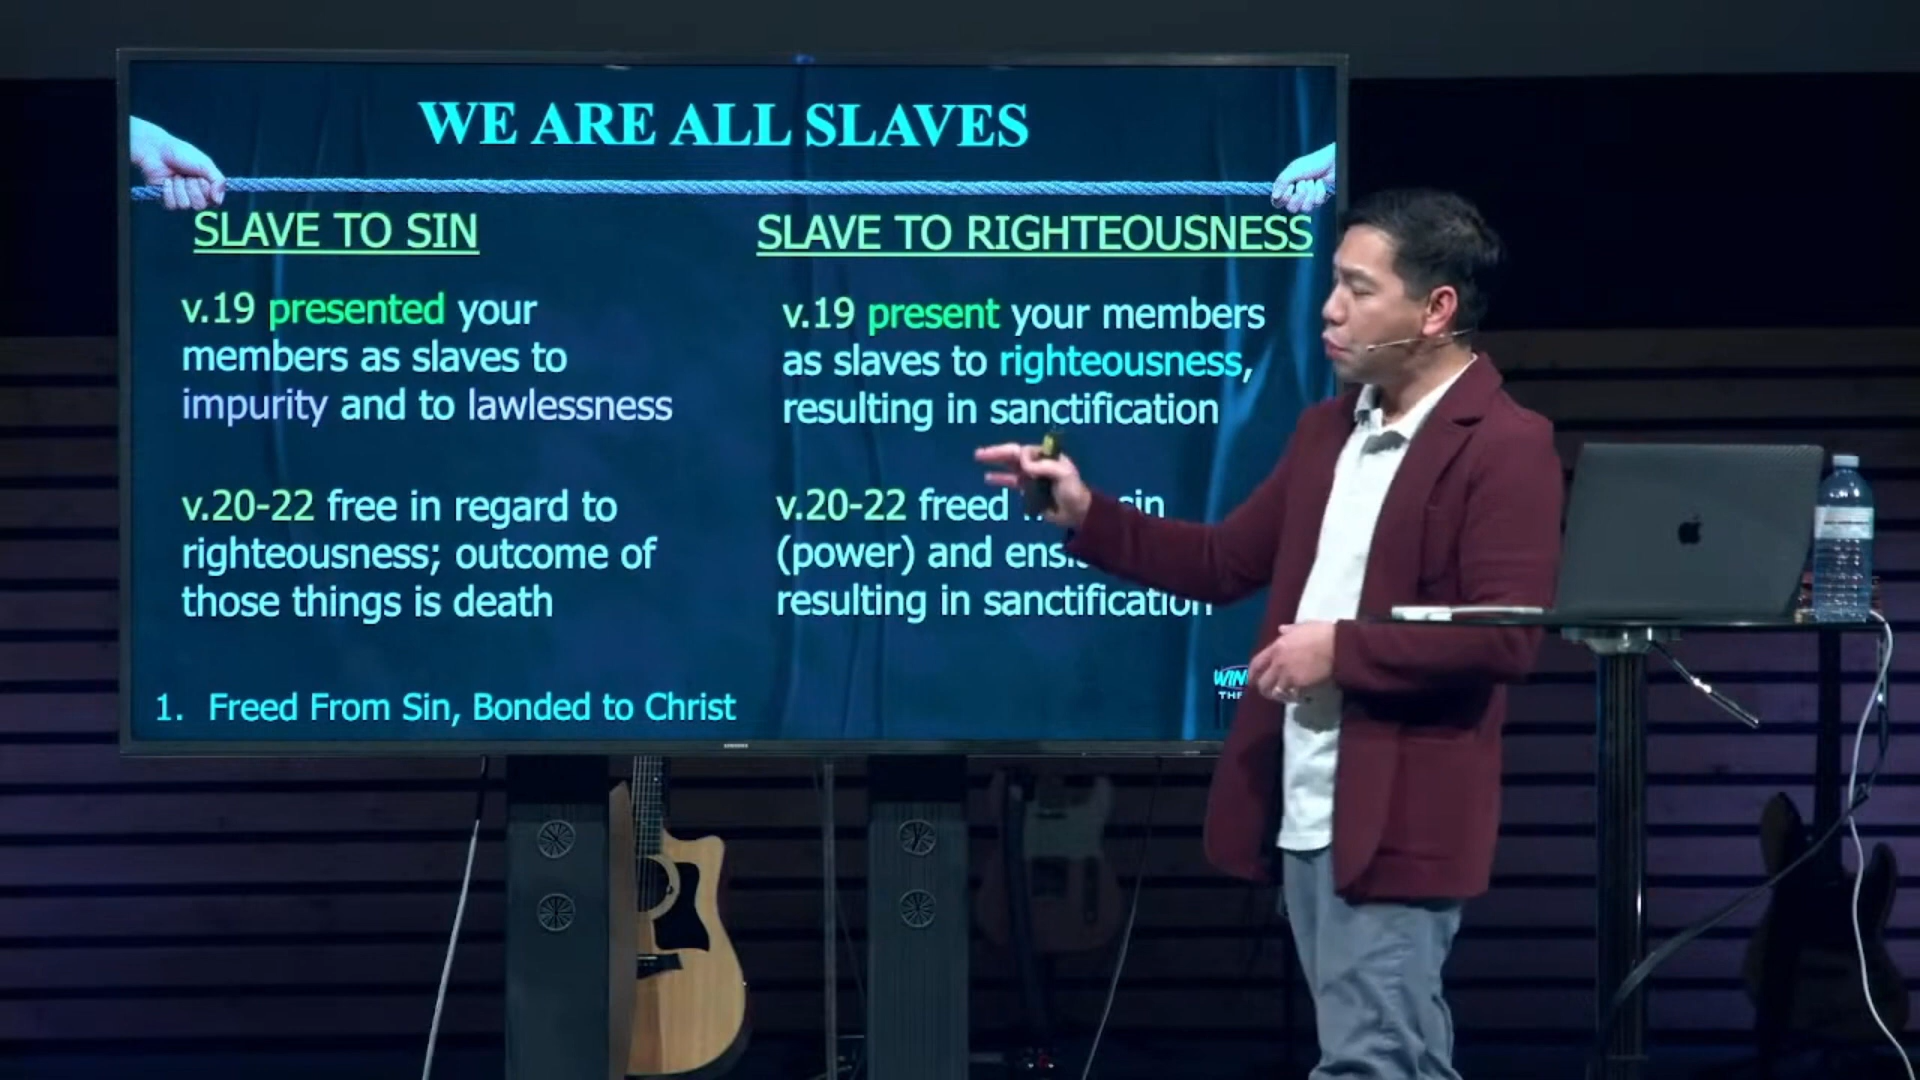 WE ARE ALL SLAVES
SLAVE TO SIN
v.19 presented your
members as slaves to
impurity and to lawlessness
v.20-22 free in regard to
righteousness; outcome of
those things is death
SLAVE TO RIGHTEOUSNESS
v.19 present your members
as slaves to righteousness,
resulting in sanctification
v.20-22 freed sin
(power) and
resulting in sanctification
1. Freed From Sin, Bonded to Christ
SAMSUNG